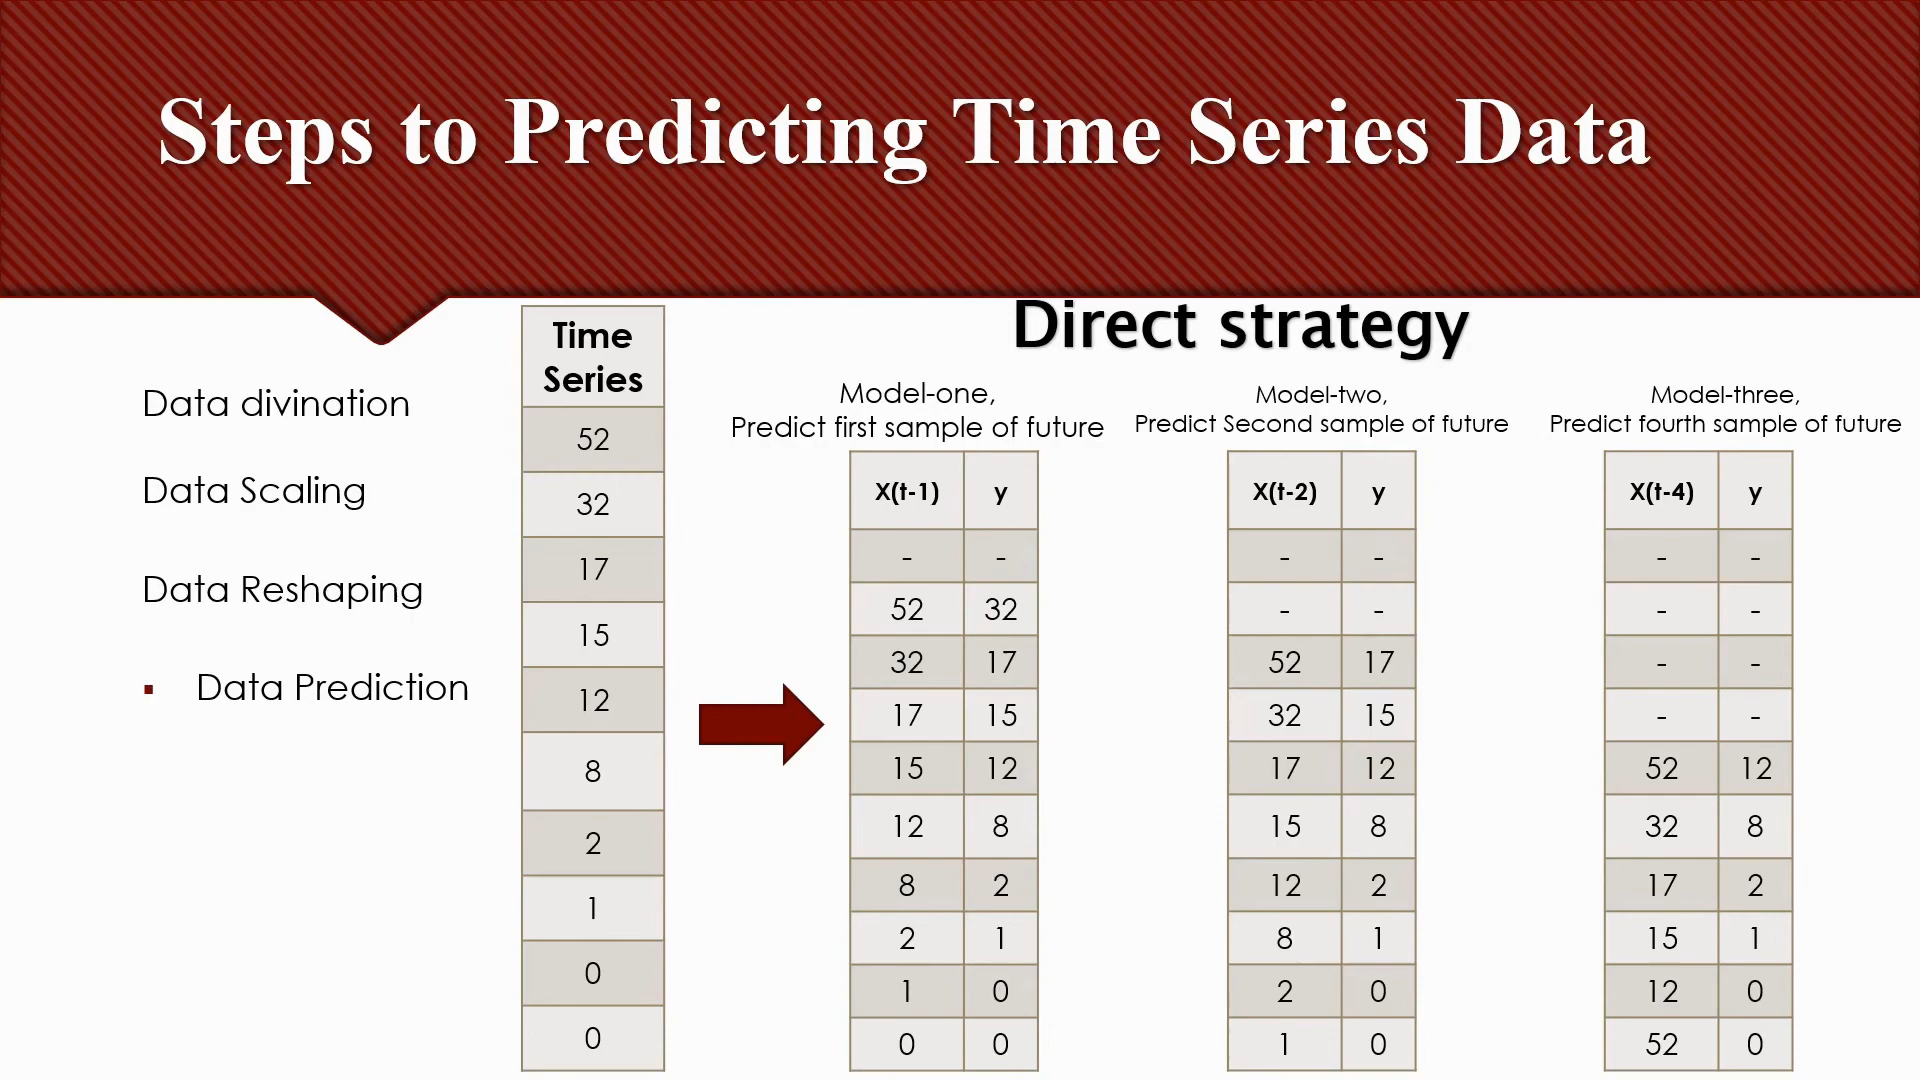 Steps to Predicting Time Series Data
Data divination
Data Scaling
Data Reshaping
▪ Data Prediction
Time
Series
52
32
17
15
12
8
2
1
0
0
Direct strategy
Model-one,
Predict first sample of future
X(t-1) y
- -
52 32
32 17
17 15
15 12
12 8
8 2
2 1
1 0
0 0
Model-two,
Predict Second sample of future
X(t-2) y
- -
- -
52 17
32 15
17 12
15 8
12 2
8 1
2 0
1 0
Model-three,
Predict fourth sample of future
X(t-4) y
- -
- -
- -
- -
52 12
32 8
17 2
15 1
12 0
52 0